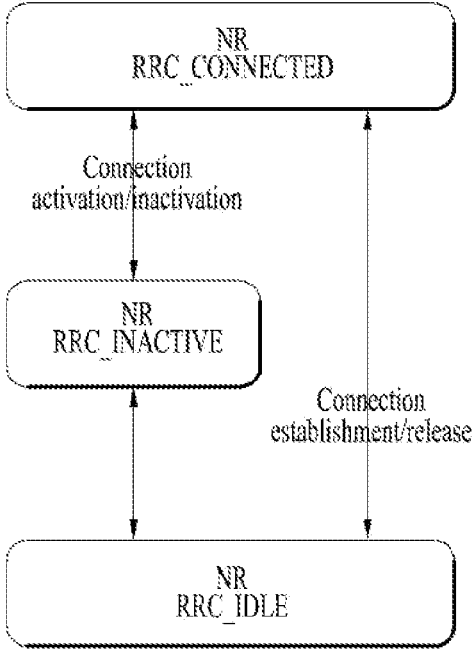 NR
RRC_CONNECTED
Connection
activation/inactivation
NR
RRC_INACTIVE
Connection
establishment/release
NR
RRC_IDLE